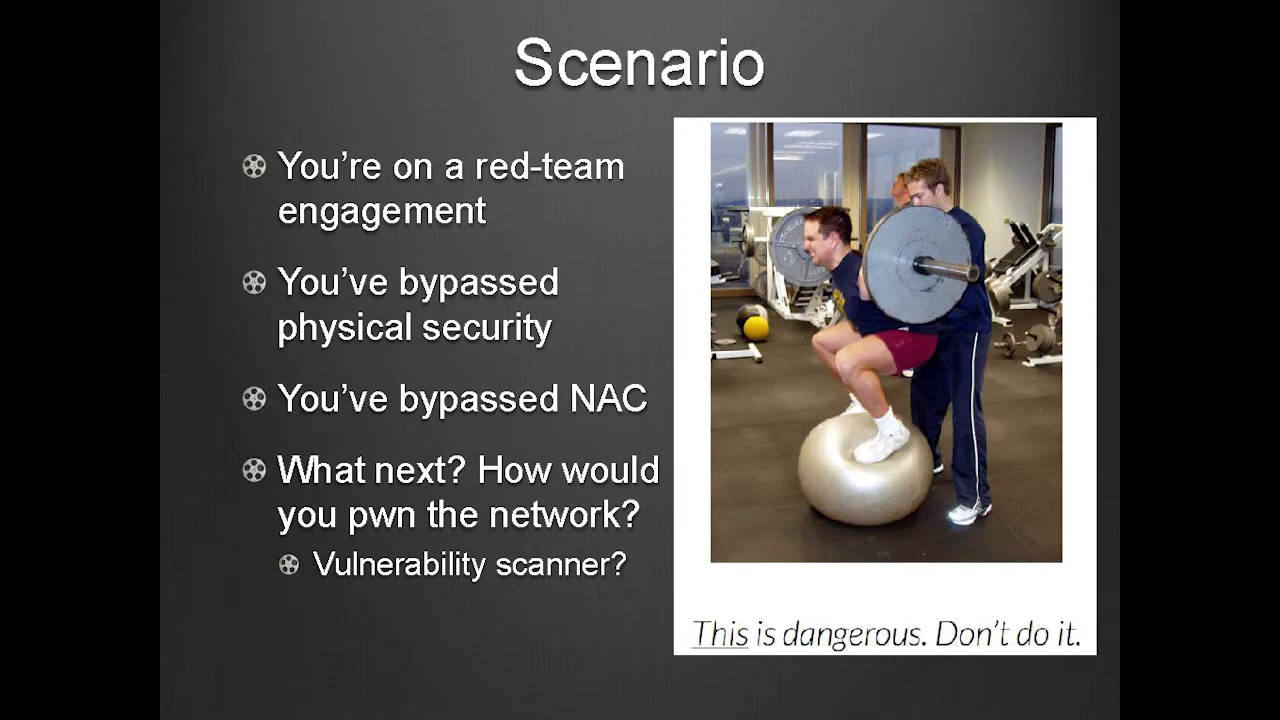 Scenario
You’re on a red-team
engagement
You’ve bypassed
physical security
You’ve bypassed NAC
What next? How would
you pwn the network?
Vulnerability scanner?
This is dangerous. Don’t do it.